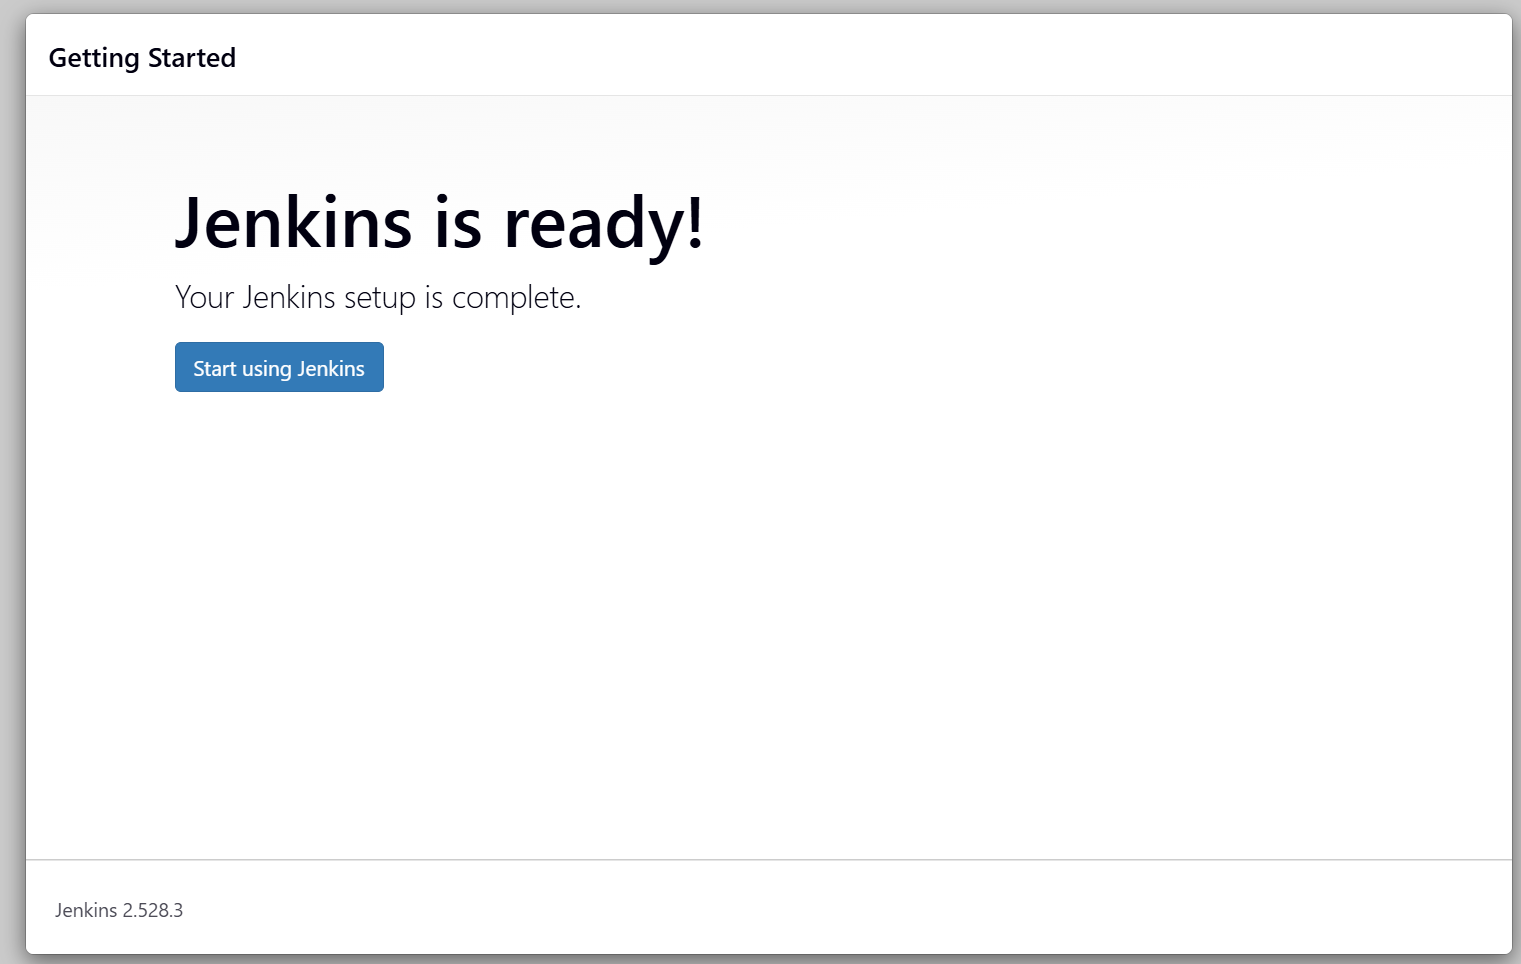 Getting Started
Jenkins is ready!
Your Jenkins setup is complete.
Start using Jenkins
Jenkins 2.528.3